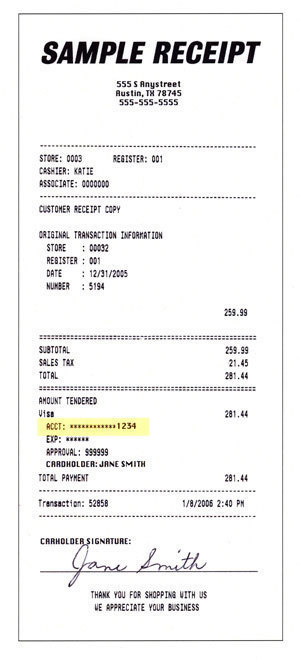 SAMPLE RECEIPT
555 S Anystreet
Austin, TX 78745
555-555-5555
STORE: 0003 REGISTER: 001
CASHIER: KATIE
ASSOCIATE: 0000000
CUSTOMER RECEIPT COPY
ORIGINAL TRANSACTION INFORMATION
STORE : 00032
REGISTER : 001
DATE : 12/31/2005
NUMBER : 5194
259.99
SUBTOTAL 259.99
SALES TAX 21.45
TOTAL 281.44
AMOUNT TENDERED
Visa 281.44
ACCT: ************1234
EXP: ******
APPROVAL: 999999
CARDHOLDER: JANE SMITH
TOTAL PAYMENT 281.44
Transaction: 52858 1/8/2006 2:40 PM
CARHOLDER SIGNATURE:
Jane Smith
THANK YOU FOR SHOPPING WITH US
WE APPRECIATE YOUR BUSINESS